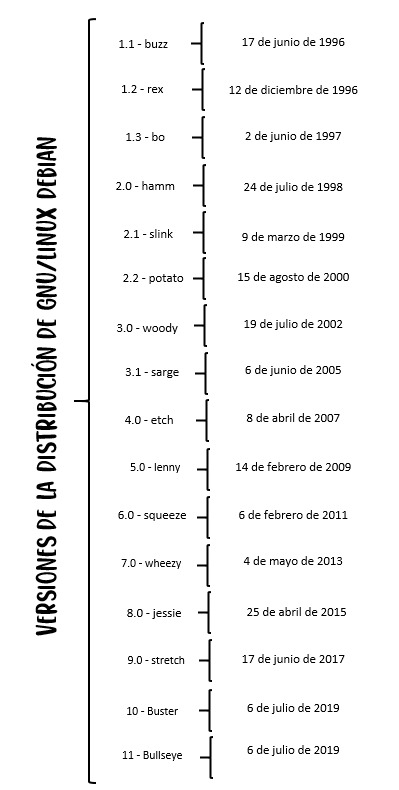 VERSIONES DE LA DISTRIBUCIÓN DE GNU/LINUX DEBIAN
1.1 - buzz 17 de junio de 1996
1.2 - rex 12 de diciembre de 1996
1.3 - bo 2 de junio de 1997
2.0 - hamm 24 de julio de 1998
2.1 - slink 9 de marzo de 1999
2.2 - potato 15 de agosto de 2000
3.0 - woody 19 de julio de 2002
3.1 - sarge 6 de junio de 2005
4.0 - etch 8 de abril de 2007
5.0 - lenny 14 de febrero de 2009
6.0 - squeeze 6 de febrero de 2011
7.0 - wheezy 4 de mayo de 2013
8.0 - jessie 25 de abril de 2015
9.0 - stretch 17 de junio de 2017
10 - Buster 6 de julio de 2019
11 - Bullseye 6 de julio de 2019